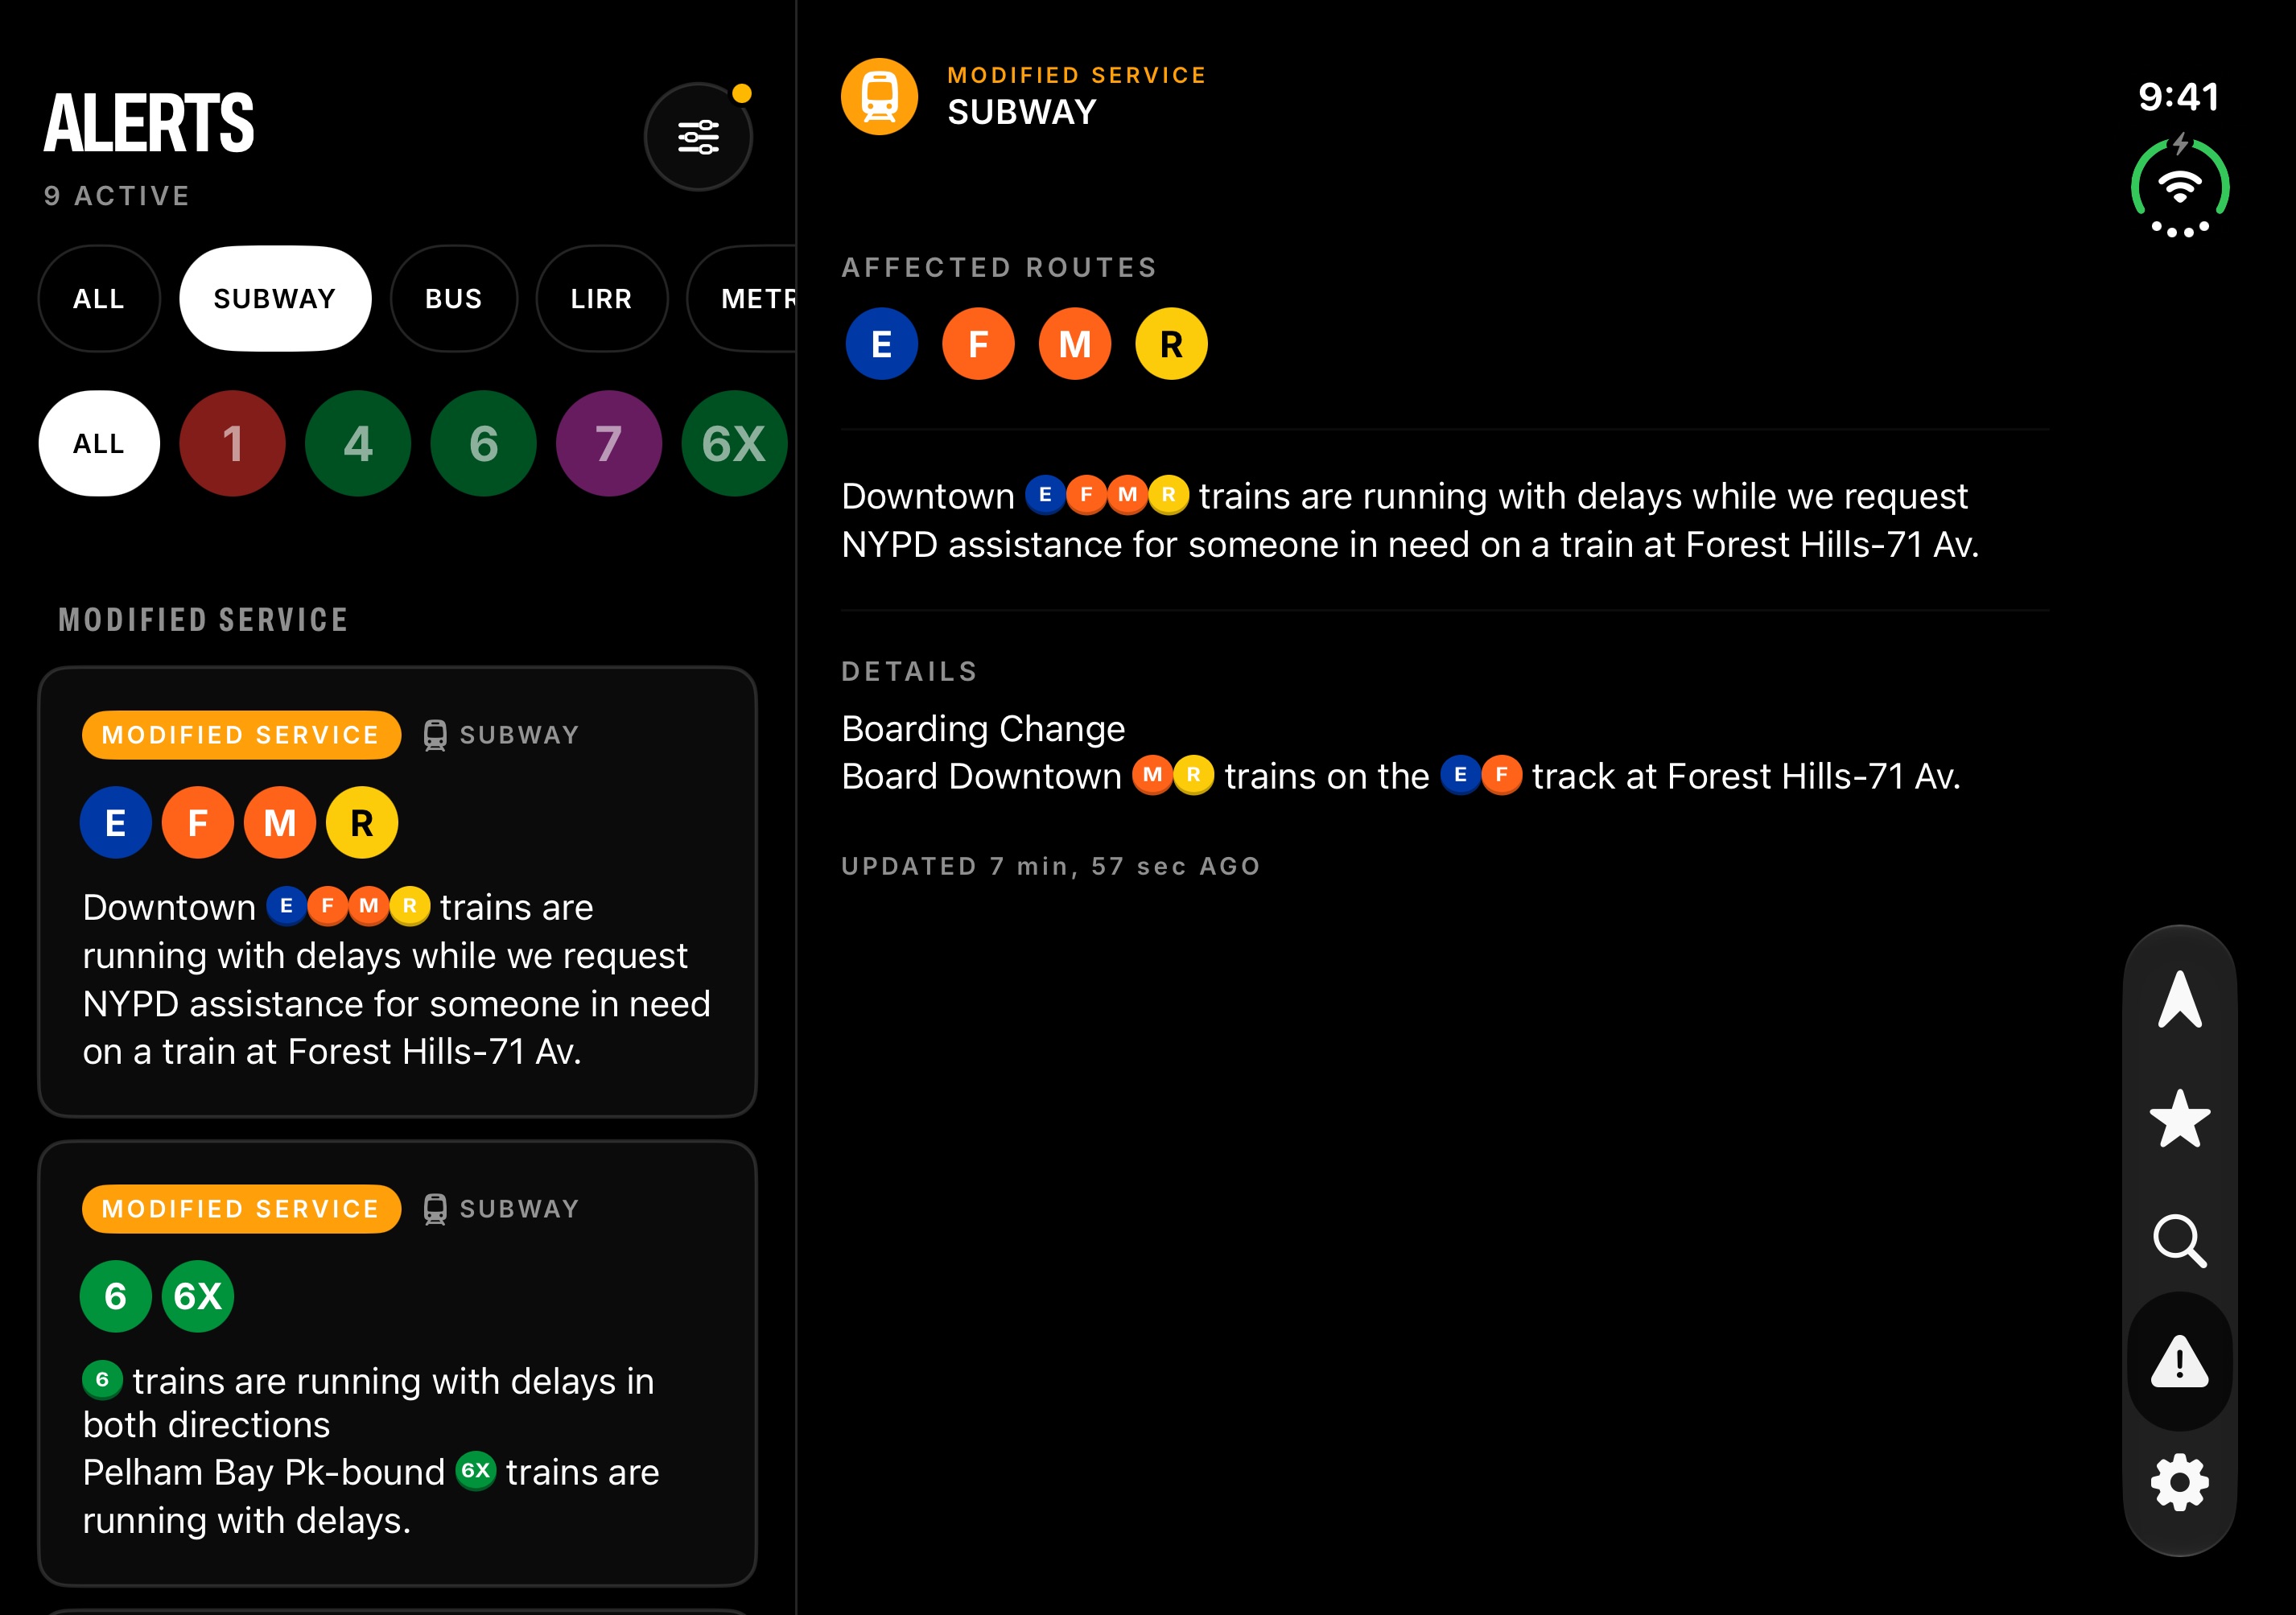 ALERTS
9 ACTIVE
ALL SUBWAY BUS LIRR METR
ALL 1 4 6 7 6X
MODIFIED SERVICE
MODIFIED SERVICE SUBWAY
E F M R
Downtown E F M R trains are
running with delays while we request
NYPD assistance for someone in need
on a train at Forest Hills-71 Av.
MODIFIED SERVICE SUBWAY
6 6X
6 trains are running with delays in
both directions
Pelham Bay Pk-bound 6X trains are
running with delays.
MODIFIED SERVICE
SUBWAY
AFFECTED ROUTES
E F M R
Downtown E F M R trains are running with delays while we request
NYPD assistance for someone in need on a train at Forest Hills-71 Av.
DETAILS
Boarding Change
Board Downtown M R trains on the E F track at Forest Hills-71 Av.
UPDATED 7 min, 57 sec AGO
9:41